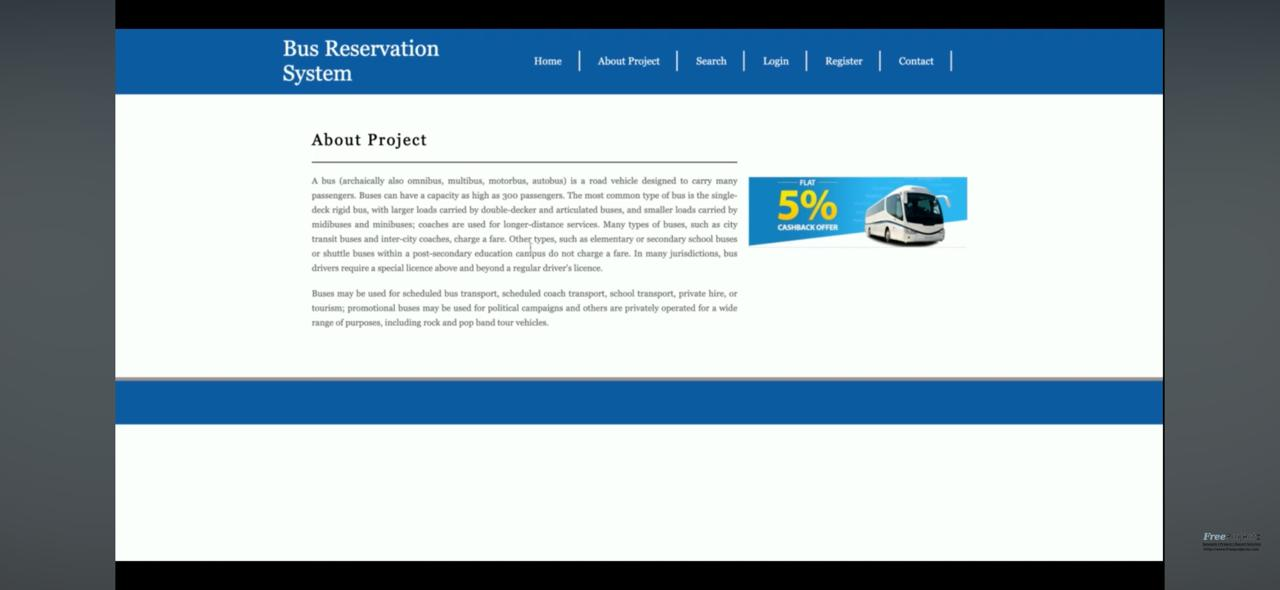 Bus Reservation
System
Home
About Project
Search
Login
Register
Contact
About Project
A bus (archaically also omnibus, multibus, motorbus, autobus) is a road vehicle designed to carry many
passengers. Buses can have a capacity as high as 300 passengers. The most common type of bus is the single-
deck rigid bus, with larger loads carried by double-decker and articulated buses, and smaller loads carried by
midibuses and minibuses; coaches are used for longer-distance services. Many types of buses, such as city
transit buses and inter-city coaches, charge a fare. Other types, such as elementary or secondary school buses
or shuttle buses within a post-secondary education campus do not charge a fare. In many jurisdictions, bus
drivers require a special licence above and beyond a regular driver's licence.
Buses may be used for scheduled bus transport, scheduled coach transport, school transport, private hire, or
tourism; promotional buses may be used for political campaigns and others are privately operated for a wide
range of purposes, including rock and pop band tour vehicles.
FLAT
5%
CASHBACK OFFER
Free